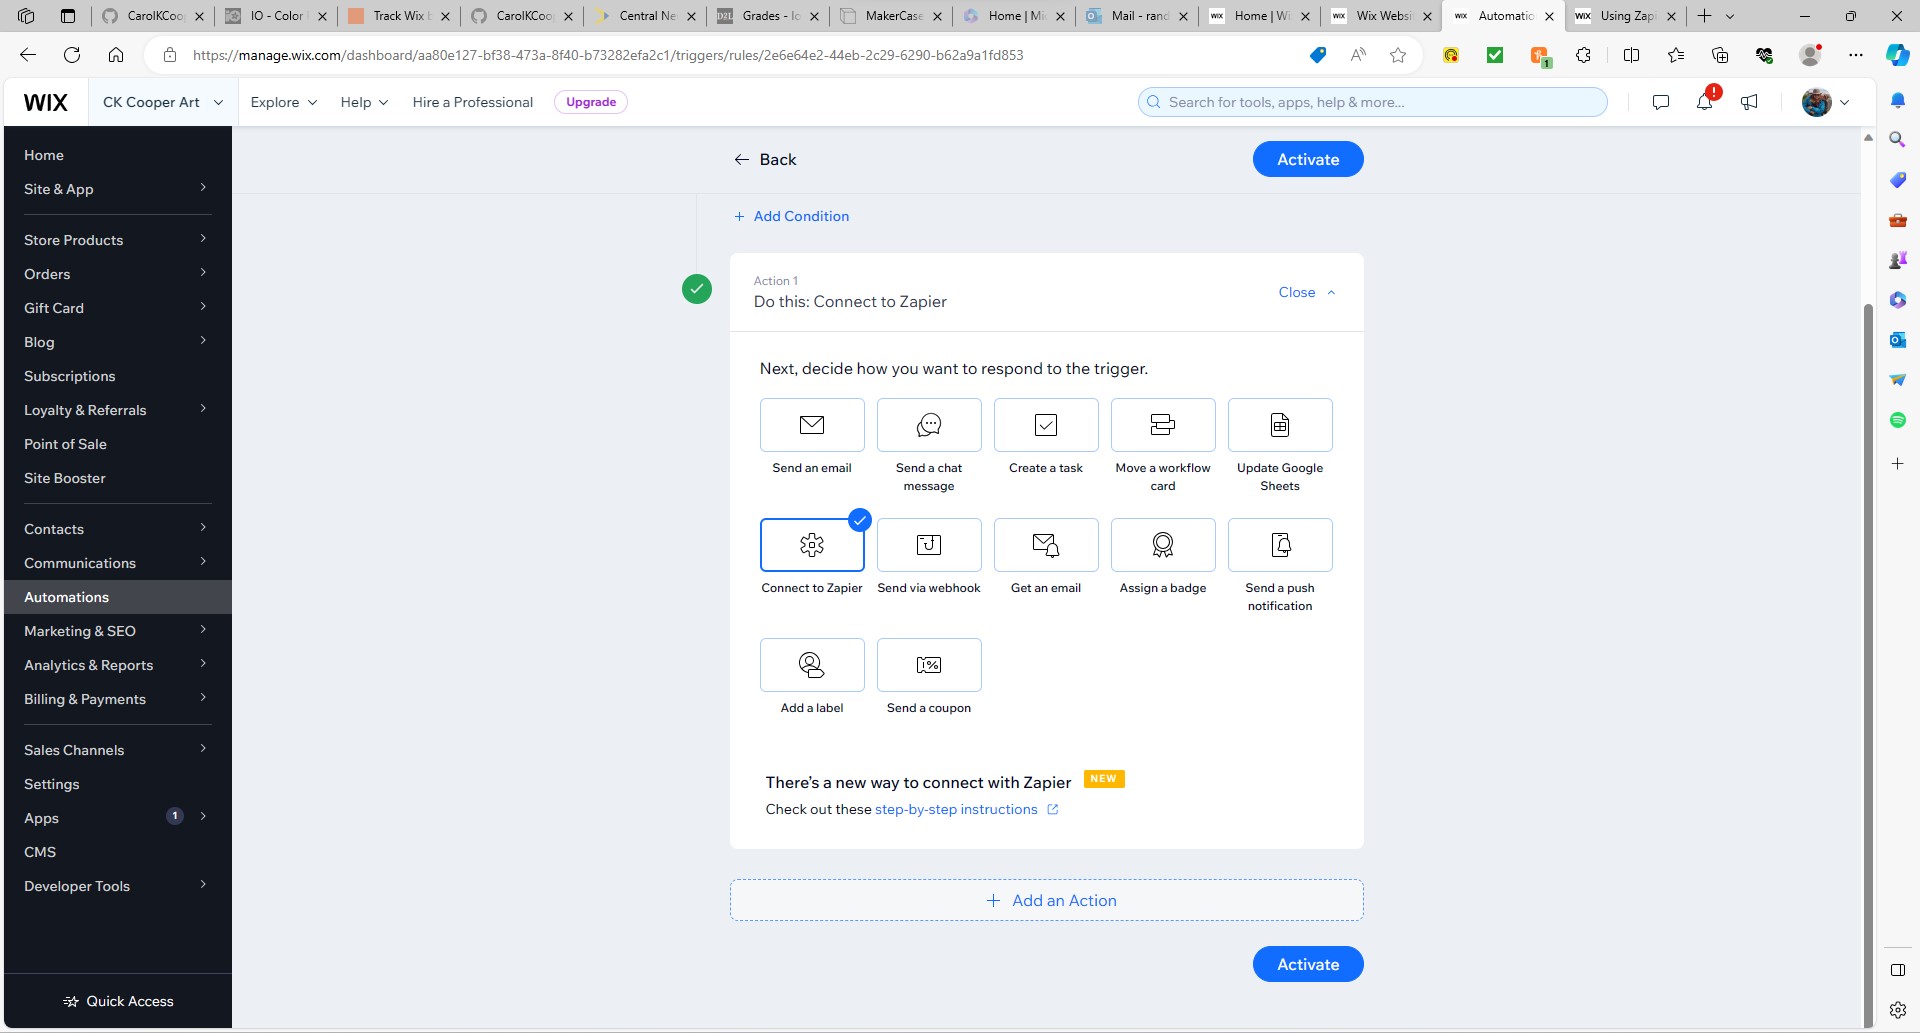 CarolKCoo
IO - Color
Track Wix
CarolKCoo
Central Ne
Grades - Io
MakerCase
Home | Mi
Mail - rand
Home | Wi
Wix Websi
Automatio
Using Zapi
https://manage.wix.com/dashboard/aa80e127-bf38-473a-8f40-b73282efa2c1/triggers/rules/2e6e64e2-44eb-2c29-6290-b62a9a1fd853
1
WIX
CK Cooper Art
Explore
Help
Hire a Professional
Upgrade
Search for tools, apps, help & more...
Home
Site & App
Store Products
Orders
Gift Card
Blog
Subscriptions
Loyalty & Referrals
Point of Sale
Site Booster
Contacts
Communications
Automations
Marketing & SEO
Analytics & Reports
Billing & Payments
Sales Channels
Settings
Apps 1
CMS
Developer Tools
Quick Access
Back
Activate
+ Add Condition
Action 1
Do this: Connect to Zapier
Close
Next, decide how you want to respond to the trigger.
Send an email
Send a chat
message
Create a task
Move a workflow
card
Update Google
Sheets
Connect to Zapier
Send via webhook
Get an email
Assign a badge
Send a push
notification
Add a label
Send a coupon
There's a new way to connect with Zapier NEW
Check out these step-by-step instructions
+ Add an Action
Activate